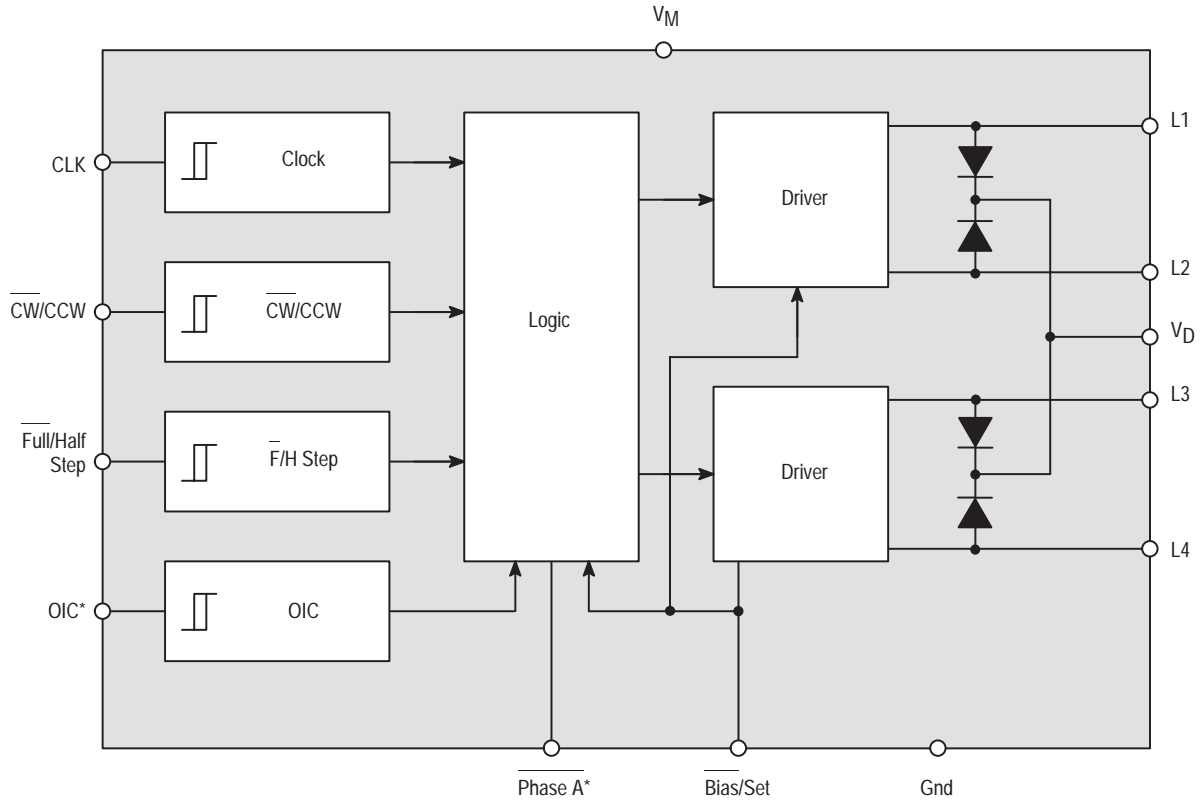 VM
CLK
Clock
CW/CCW
CW/CCW
Full/Half
Step
F/H Step
OIC*
OIC
Logic
Driver
Driver
L1
L2
VD
L3
L4
Phase A*
Bias/Set
Gnd